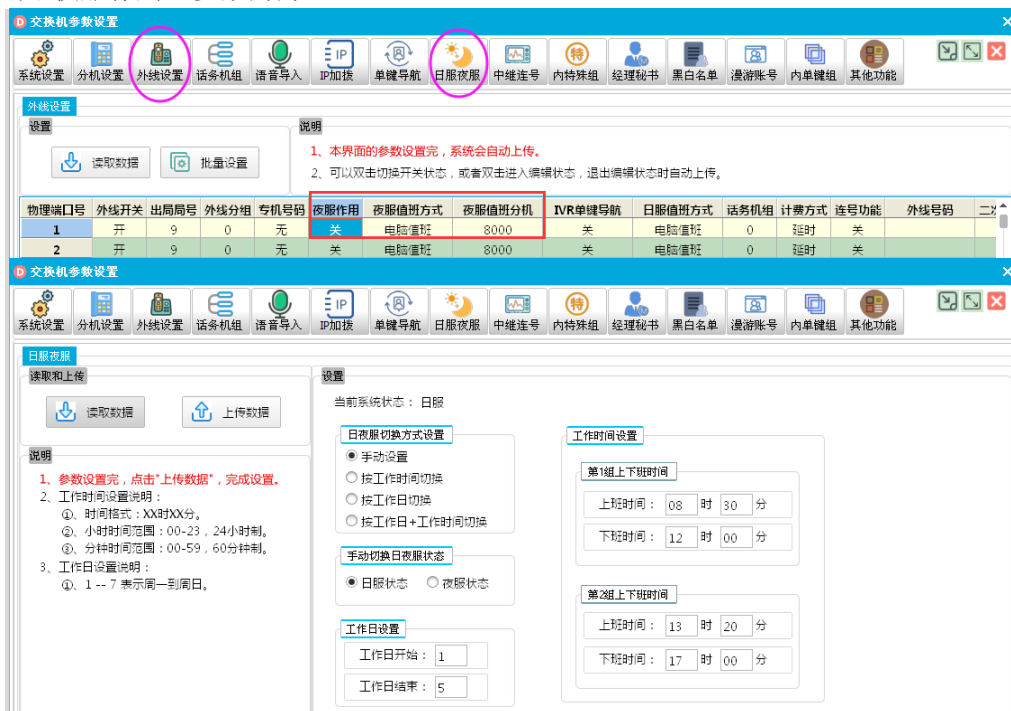 交换机参数设置
系统设置 分机设置 外线设置 话务机组 语音导入 IP加拨 单键导航 日服夜服 中继连号 内特殊组 经理秘书 黑白名单 漫游账号 内单键组 其他功能
外线设置
设置
说明
读取数据 批量设置
1、本界面的参数设置完，系统会自动上传。
2、可以双击切换开关状态，或者双击进入编辑状态，退出编辑状态时自动上传。
物理端口号 外线开关 出局局号 外线分组 专机号码 夜服作用 夜服值班方式 夜服值班分机 IVR单键导航 日服值班方式 话务机组 计费方式 连号功能 外线号码
1 开 9 0 无 关 电脑值班 8000 关 电脑值班 0 延时 关
2 开 9 0 无 关 电脑值班 8000 关 电脑值班 0 延时 关
交换机参数设置
系统设置 分机设置 外线设置 话务机组 语音导入 IP加拨 单键导航 日服夜服 中继连号 内特殊组 经理秘书 黑白名单 漫游账号 内单键组 其他功能
日服夜服
读取和上传
读取数据 上传数据
说明
1、参数设置完，点击"上传数据"，完成设置。
2、工作时间设置说明：
①、时间格式：XX时XX分。
②、小时时间范围：00-23，24小时制。
③、分钟时间范围：00-59，60分钟制。
3、工作日设置说明：
①、1 -- 7 表示周一到周日。
设置
当前系统状态： 日服
日夜服切换方式设置
手动设置
按工作时间切换
按工作日切换
按工作日+工作时间切换
手动切换日夜服状态
日服状态 夜服状态
工作日设置
工作日开始： 1
工作日结束： 5
工作时间设置
第1组上下班时间
上班时间： 08 时 30 分
下班时间： 12 时 00 分
第2组上下班时间
上班时间： 13 时 20 分
下班时间： 17 时 00 分